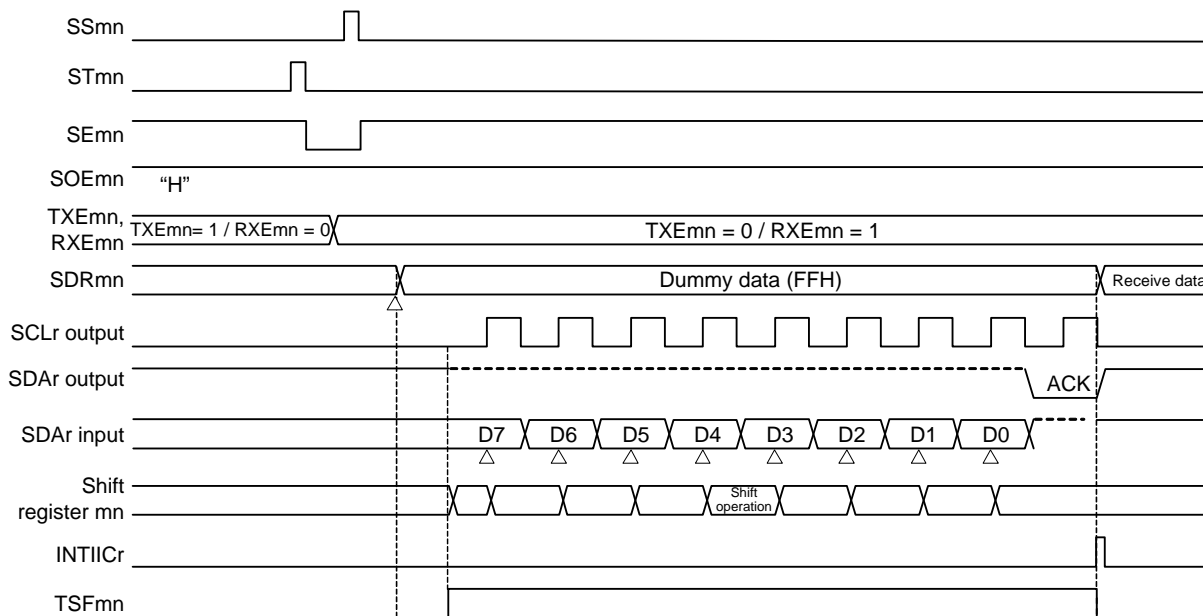 SSmn
STmn
SEmn
SOEmn “H”
TXEmn,
RXEmn
TXEmn= 1 / RXEmn = 0
TXEmn = 0 / RXEmn = 1
SDRmn
Dummy data (FFH)
Receive data
SCLr output
SDAr output
ACK
SDAr input
D7 D6 D5 D4 D3 D2 D1 D0
Shift
register mn
Shift
operation
INTIICr
TSFmn